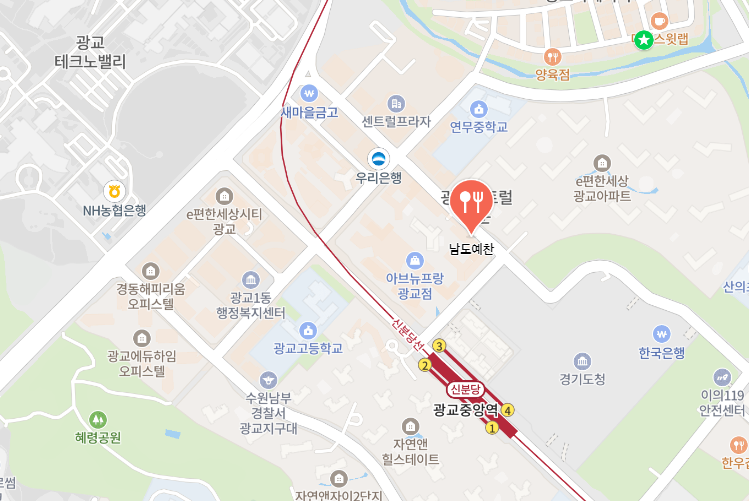 광교
테크노밸리
스윗랩
양육점
새마을금고
센트럴프라자
연무중학교
우리은행
e편한세상
광교아파트
NH농협은행
e편한세상시티
광교
남도예찬
경동해피리움
오피스텔
아브뉴프랑
광교점
광교1동
행정복지센터
신분당선
광교고등학교
한국은행
광교에듀하임
오피스텔
3
2
경기도청
신분당
이의119
안전센터
수원남부
경찰서
광교지구대
광교중앙역
4
1
혜령공원
자연앤
힐스테이트
자연앤자이2단지